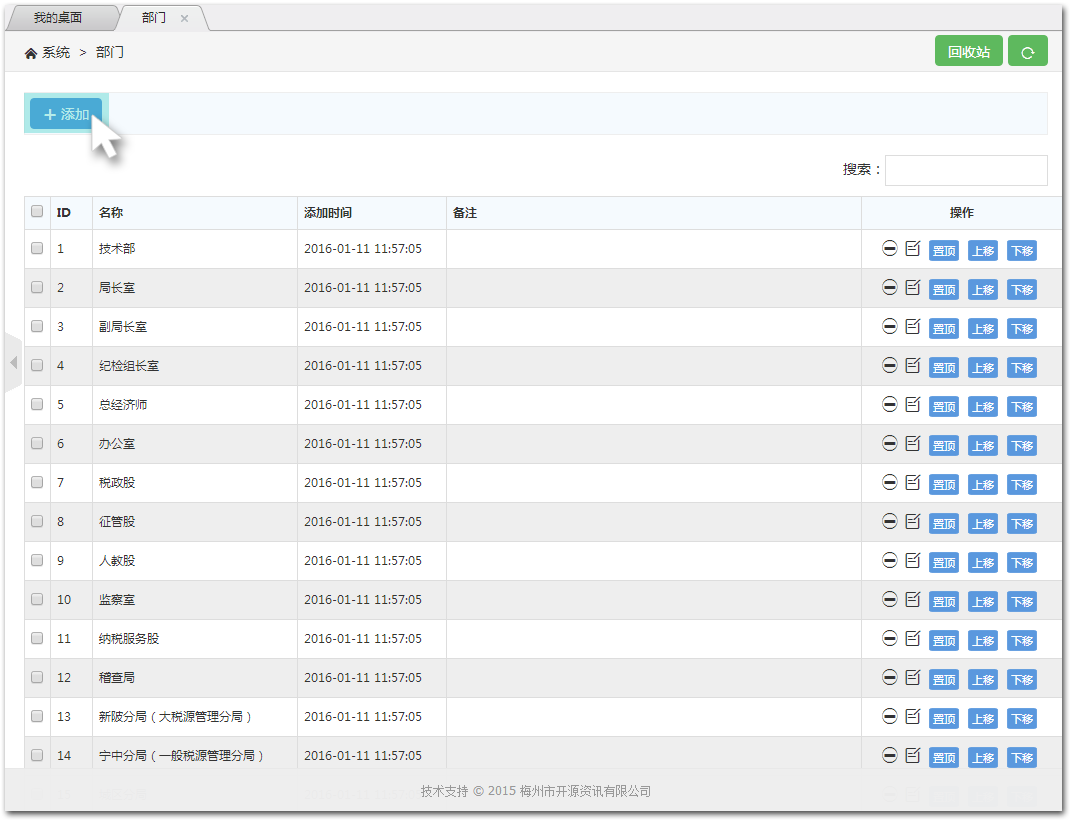 我的桌面 部门 ×
系统 > 部门 回收站
+ 添加
搜索：
ID 名称 添加时间 备注 操作
1 技术部 2016-01-11 11:57:05 置顶 上移 下移
2 局长室 2016-01-11 11:57:05 置顶 上移 下移
3 副局长室 2016-01-11 11:57:05 置顶 上移 下移
4 纪检组长室 2016-01-11 11:57:05 置顶 上移 下移
5 总经济师 2016-01-11 11:57:05 置顶 上移 下移
6 办公室 2016-01-11 11:57:05 置顶 上移 下移
7 税政股 2016-01-11 11:57:05 置顶 上移 下移
8 征管股 2016-01-11 11:57:05 置顶 上移 下移
9 人教股 2016-01-11 11:57:05 置顶 上移 下移
10 监察室 2016-01-11 11:57:05 置顶 上移 下移
11 纳税服务股 2016-01-11 11:57:05 置顶 上移 下移
12 稽查局 2016-01-11 11:57:05 置顶 上移 下移
13 新陂分局（大税源管理分局） 2016-01-11 11:57:05 置顶 上移 下移
14 宁中分局（一般税源管理分局） 2016-01-11 11:57:05 置顶 上移 下移
技术支持 © 2015 梅州市开源资讯有限公司